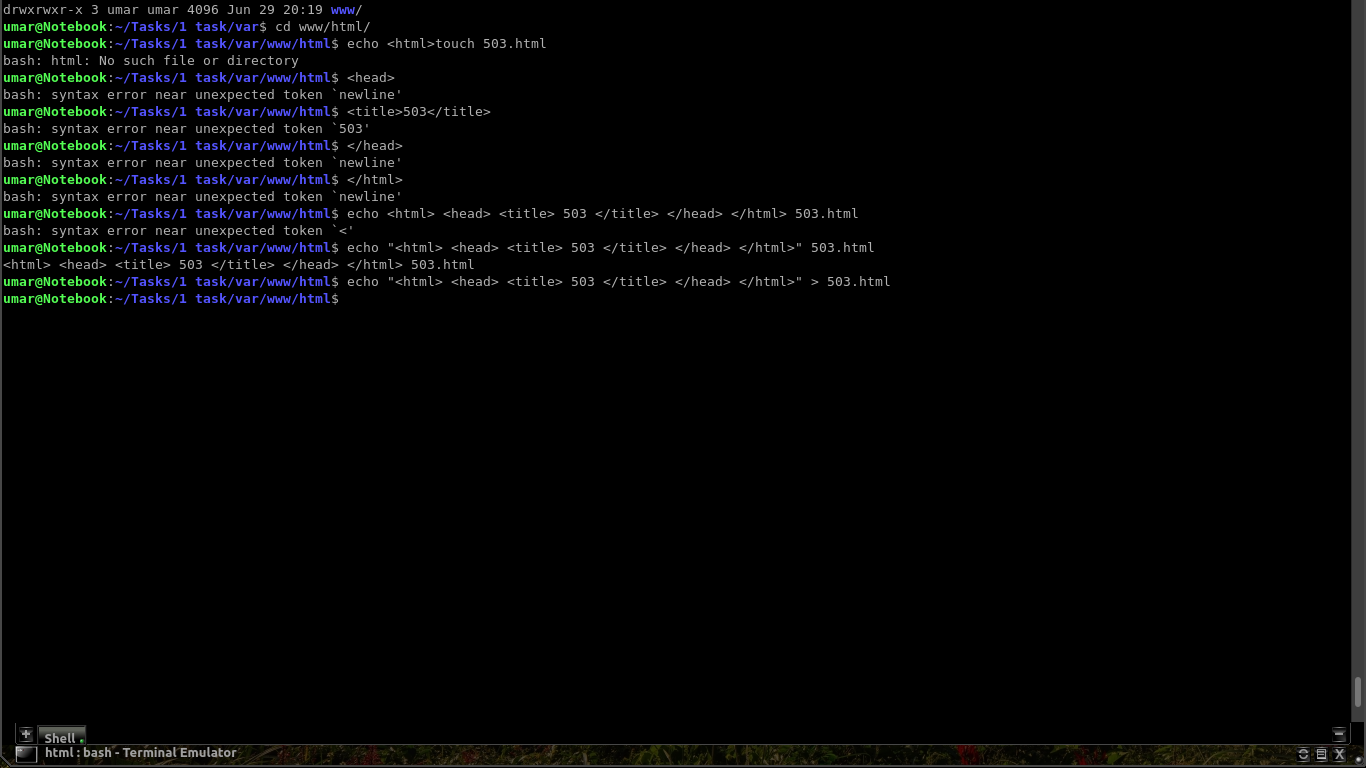 drwxrwxr-x 3 umar umar 4096 Jun 29 20:19 www/
umar@Notebook:~/Tasks/1 task/var$ cd www/html/
umar@Notebook:~/Tasks/1 task/var/www/html$ echo <html>touch 503.html
bash: html: No such file or directory
umar@Notebook:~/Tasks/1 task/var/www/html$ <head>
bash: syntax error near unexpected token `newline'
umar@Notebook:~/Tasks/1 task/var/www/html$ <title>503</title>
bash: syntax error near unexpected token `503'
umar@Notebook:~/Tasks/1 task/var/www/html$ </head>
bash: syntax error near unexpected token `newline'
umar@Notebook:~/Tasks/1 task/var/www/html$ </html>
bash: syntax error near unexpected token `newline'
umar@Notebook:~/Tasks/1 task/var/www/html$ echo <html> <head> <title> 503 </title> </head> </html> 503.html
bash: syntax error near unexpected token `<'
umar@Notebook:~/Tasks/1 task/var/www/html$ echo "<html> <head> <title> 503 </title> </head> </html>" 503.html
<html> <head> <title> 503 </title> </head> </html> 503.html
umar@Notebook:~/Tasks/1 task/var/www/html$ echo "<html> <head> <title> 503 </title> </head> </html>" > 503.html
umar@Notebook:~/Tasks/1 task/var/www/html$
Shell
html : bash - Terminal Emulator